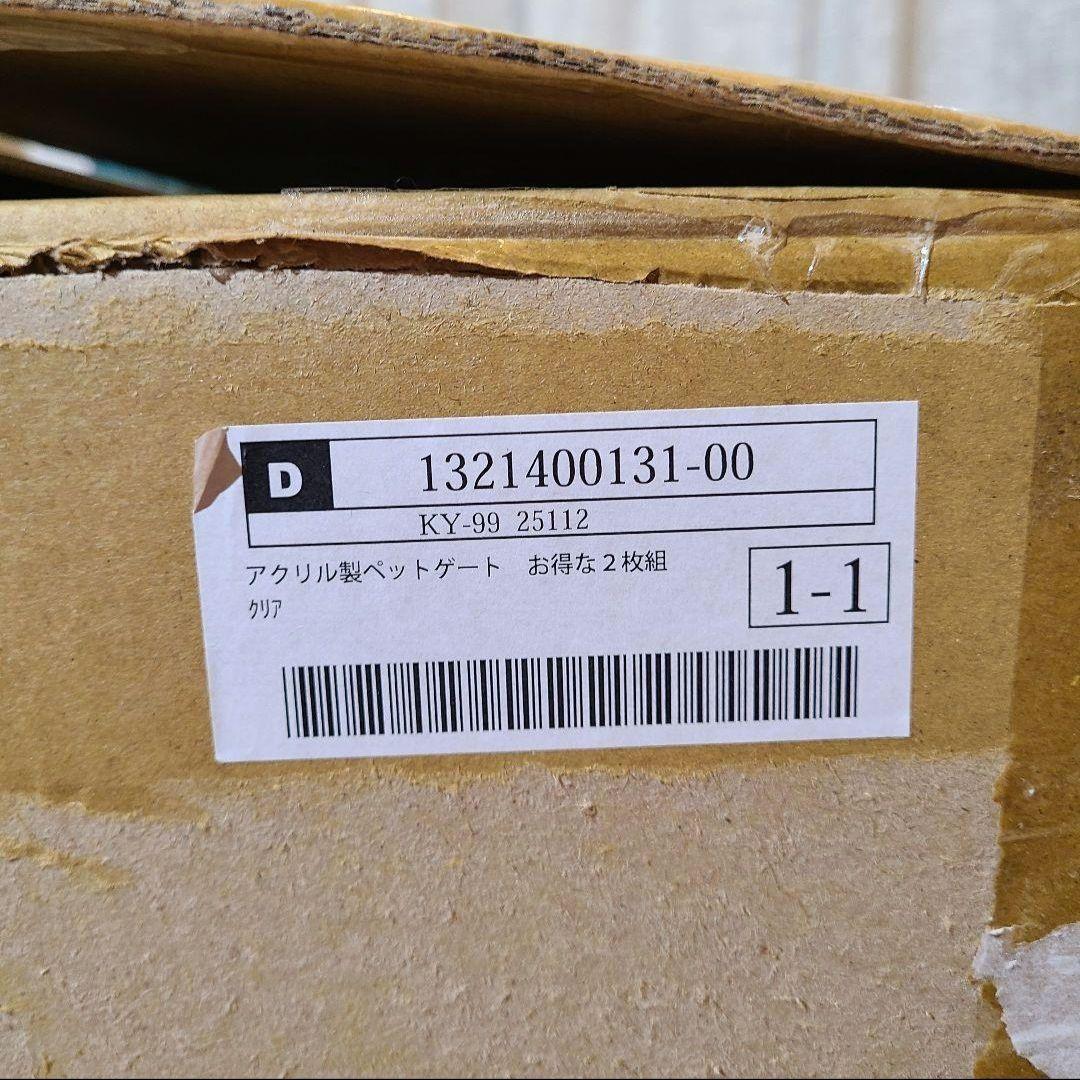 D 1321400131-00
KY-99 25112
アクリル製ペットゲート　お得な２枚組
ｸﾘｱ
1-1